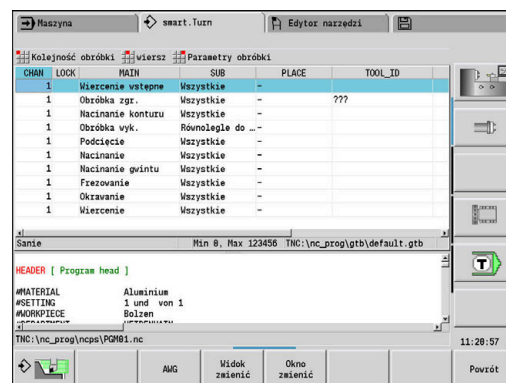 Maszyna smart.Turn Edytor narzędzi
Kolejność obróbki wiersz Parametry obróbki
CHAN LOCK MAIN SUB PLACE TOOL_ID
1 Wiercenie wstępne Wszystkie -
1 Obróbka zgr. Wszystkie - ???
1 Nacinanie konturu Wszystkie -
1 Obróbka wyk. Równolegle do ... -
1 Podcięcie Wszystkie -
1 Nacinanie Wszystkie -
1 Nacinanie gwintu Wszystkie -
1 Frezowanie Wszystkie -
1 Okrawanie Wszystkie -
1 Wiercenie Wszystkie -
Sanie Min 0, Max 123456 TNC:\nc_prog\gtb\default.gtb
HEADER [ Program head ]
#MATERIAL Aluminium
#SETTING 1 und von 1
#WORKPIECE Bolzen
TNC:\nc_prog\ncps\PGM01.nc
11:20:57
AWG Widok zmienić Okno zmienić Powrót